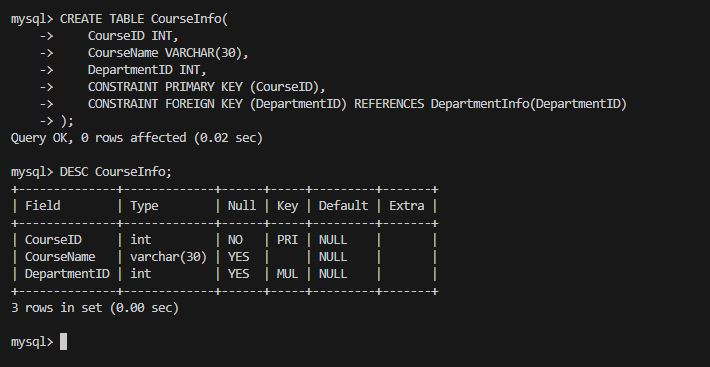 mysql> CREATE TABLE CourseInfo(
    ->     CourseID INT,
    ->     CourseName VARCHAR(30),
    ->     DepartmentID INT,
    ->     CONSTRAINT PRIMARY KEY (CourseID),
    ->     CONSTRAINT FOREIGN KEY (DepartmentID) REFERENCES DepartmentInfo(DepartmentID)
    -> );
Query OK, 0 rows affected (0.02 sec)

mysql> DESC CourseInfo;
+--------------+-------------+------+-----+---------+-------+
| Field        | Type        | Null | Key | Default | Extra |
+--------------+-------------+------+-----+---------+-------+
| CourseID     | int         | NO   | PRI | NULL    |       |
| CourseName   | varchar(30) | YES  |     | NULL    |       |
| DepartmentID | int         | YES  | MUL | NULL    |       |
+--------------+-------------+------+-----+---------+-------+
3 rows in set (0.00 sec)

mysql>